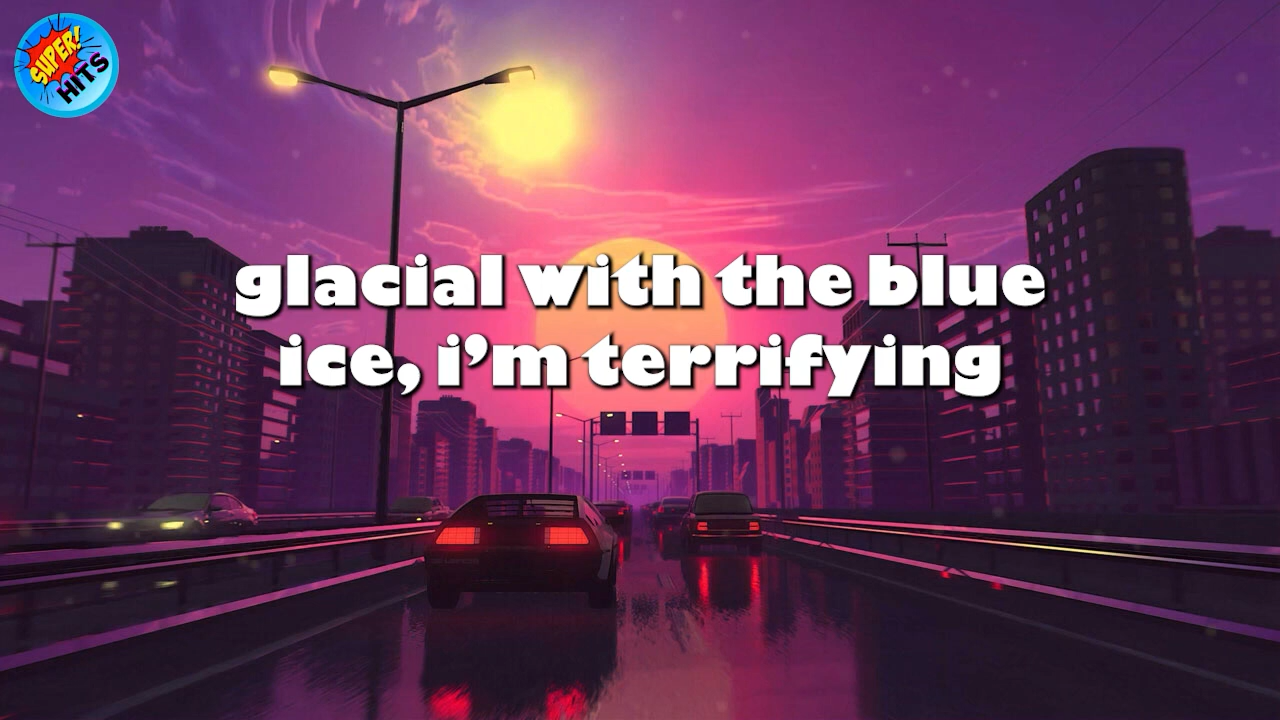 SUPER!
HITS
glacial with the blue
ice, i'm terrifying